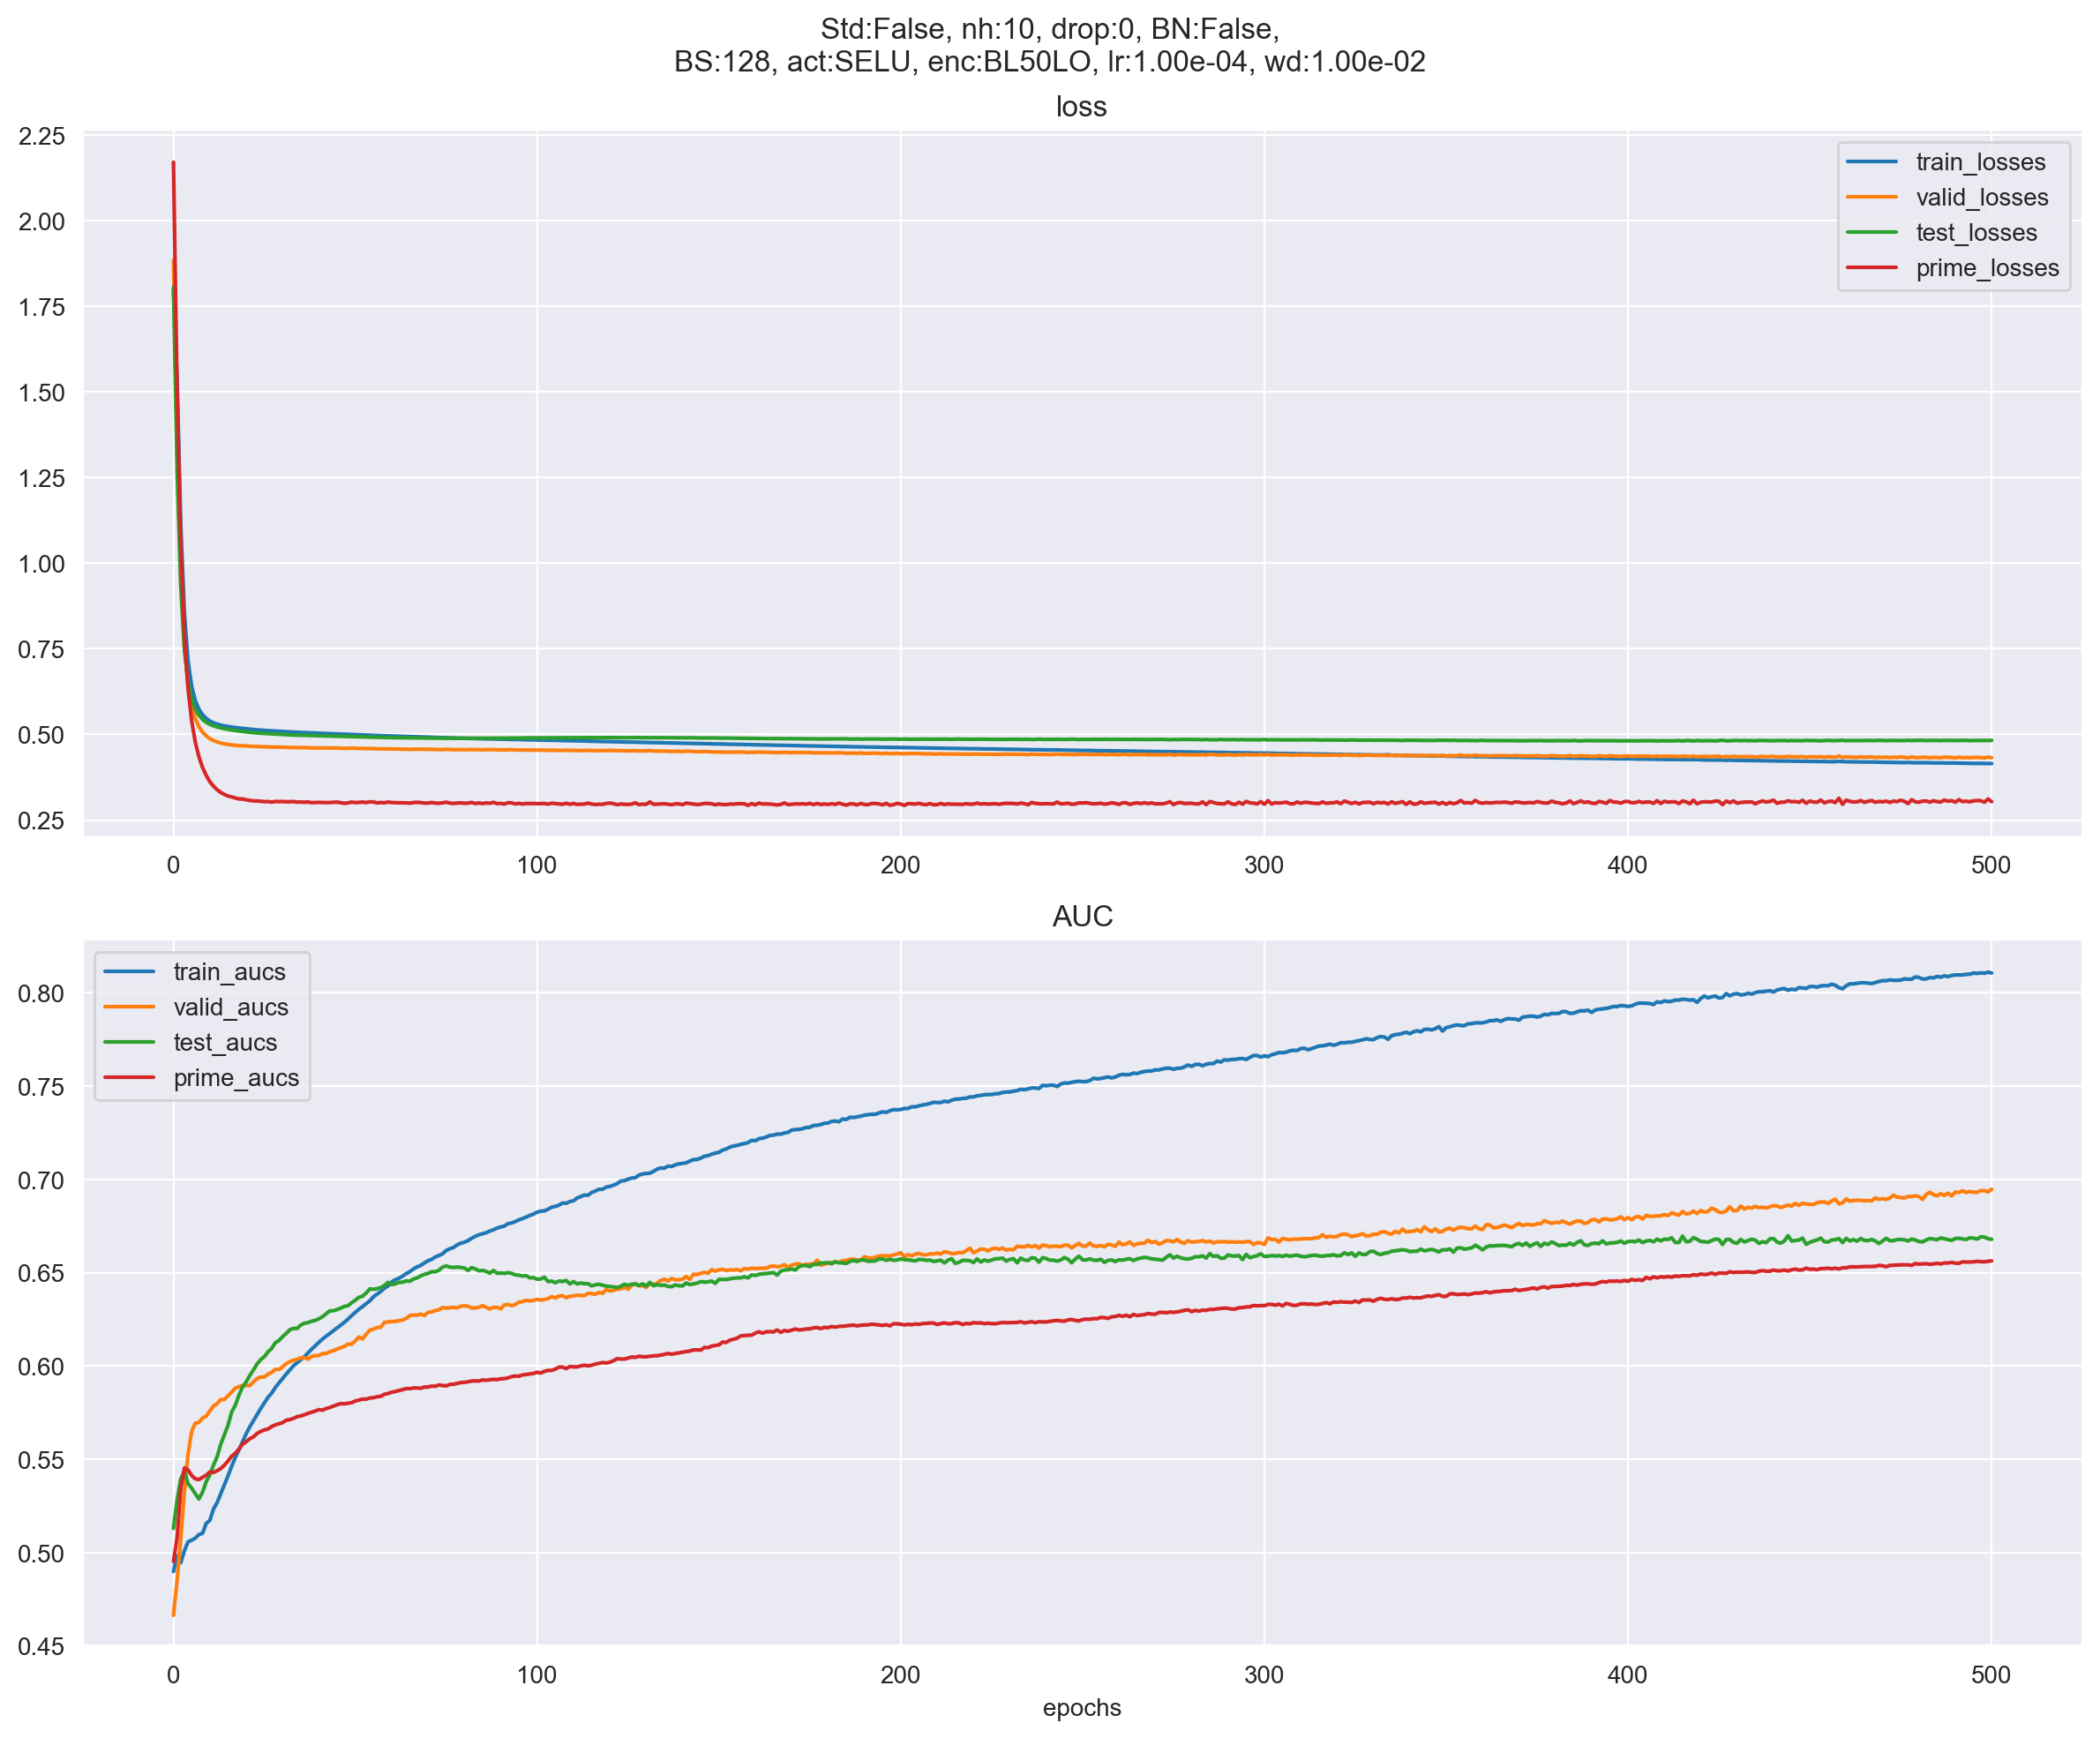 Std:False, nh:10, drop:0, BN:False,
BS:128, act:SELU, enc:BL50LO, lr:1.00e-04, wd:1.00e-02
loss
2.25
2.00
1.75
1.50
1.25
1.00
0.75
0.50
0.25
train_losses
valid_losses
test_losses
prime_losses
0 100 200 300 400 500
AUC
0.80
0.75
0.70
0.65
0.60
0.55
0.50
0.45
train_aucs
valid_aucs
test_aucs
prime_aucs
0 100 200 300 400 500
epochs